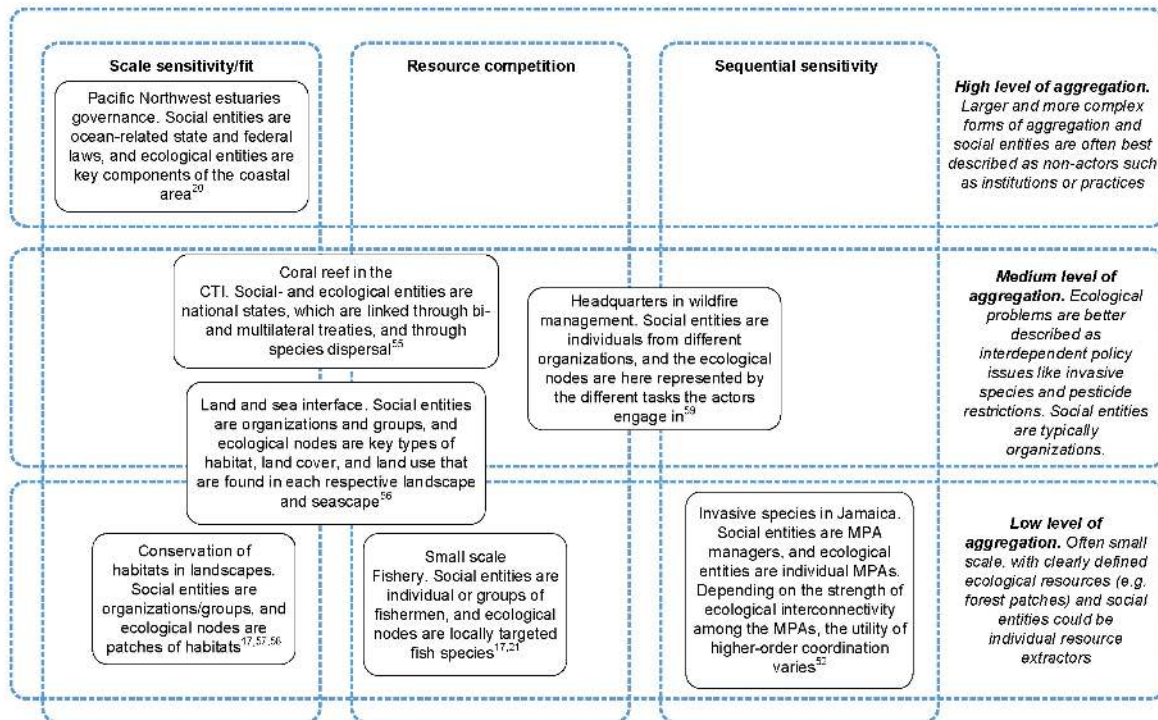 Scale sensitivity/fit
Resource competition
Sequential sensitivity
Pacific Northwest estuaries
governance. Social entities are
ocean-related state and federal
laws, and ecological entities are
key components of the coastal
area20
High level of aggregation.
Larger and more complex
forms of aggregation and
social entities are often best
described as non-actors such
as institutions or practices
Coral reef in the
CTI. Social- and ecological entities are
national states, which are linked through bi-
and multilateral treaties, and through
species dispersal55
Headquarters in wildfire
management. Social entities are
individuals from different
organizations, and the ecological
nodes are here represented by
the different tasks the actors
engage in59
Medium level of
aggregation. Ecological
problems are better
described as
interdependent policy
issues like invasive
species and pesticide
restrictions. Social entities
are typically
organizations.
Land and sea interface. Social entities
are organizations and groups, and
ecological nodes are key types of
habitat, land cover, and land use that
are found in each respective landscape
and seascape56
Conservation of
habitats in landscapes.
Social entities are
organizations/groups, and
ecological nodes are
patches of habitats17,57,58
Small scale
Fishery. Social entities are
individual or groups of
fishermen, and ecological
nodes are locally targeted
fish species17,21
Invasive species in Jamaica.
Social entities are MPA
managers, and ecological
entities are individual MPAs.
Depending on the strength of
ecological interconnectivity
among the MPAs, the utility of
higher-order coordination
varies53
Low level of
aggregation. Often small
scale, with clearly defined
ecological resources (e.g.
forest patches) and social
entities could be
individual resource
extractors